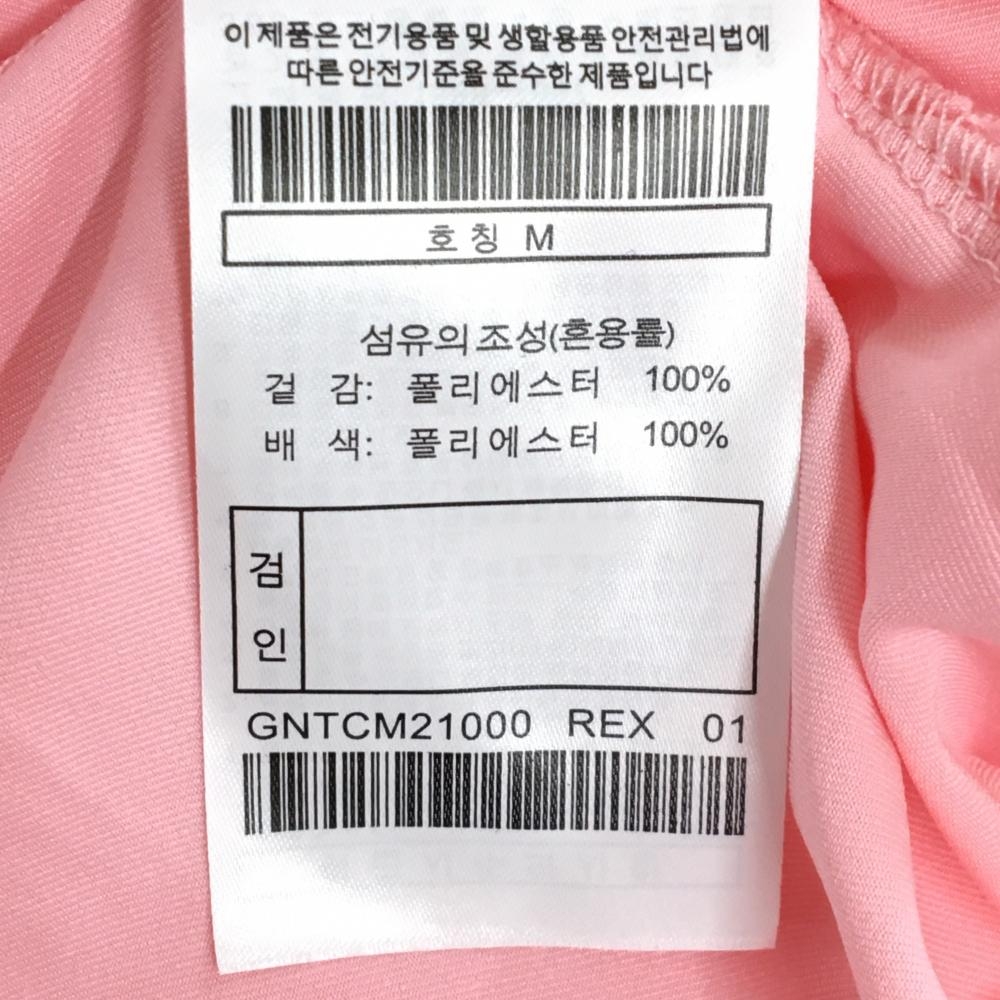 이 제품은 전기용품 및 생활용품 안전관리법에
따른 안전기준을 준수한 제품입니다
호칭 M
섬유의 조성(혼용률)
겉 감: 폴리에스터 100%
배 색: 폴리에스터 100%
검
인
GNTCM21000 REX 01